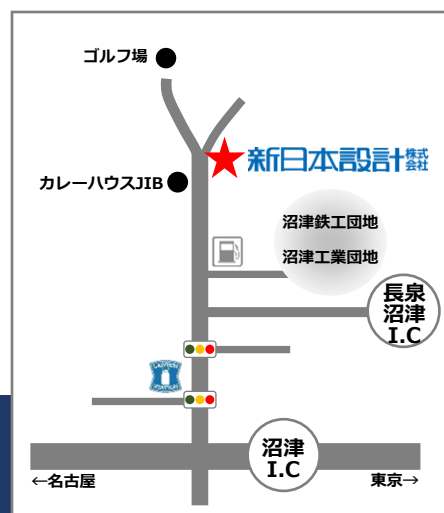 ゴルフ場
新日本設計株式会社
カレーハウスJIB
沼津鉄工団地
沼津工業団地
長泉
沼津
I.C
沼津
I.C
←名古屋
東京→